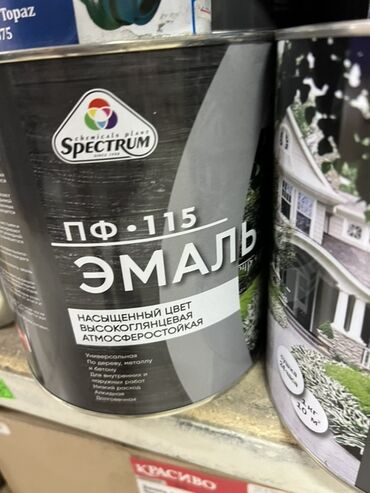 Topaz
75
chemicals plant
SPECTRUM
SINCE 1998
ПФ • 115
ЭМАЛЬ
НАСЫЩЕННЫЙ ЦВЕТ
ВЫСОКОГЛЯНЦЕВАЯ
АТМОСФЕРОСТОЙКАЯ
Универсальная
По дереву, металлу
и бетону
Для внутренних и
наружных работ
Низкий расход
Алкидная
Долговечная
КРАСИВО